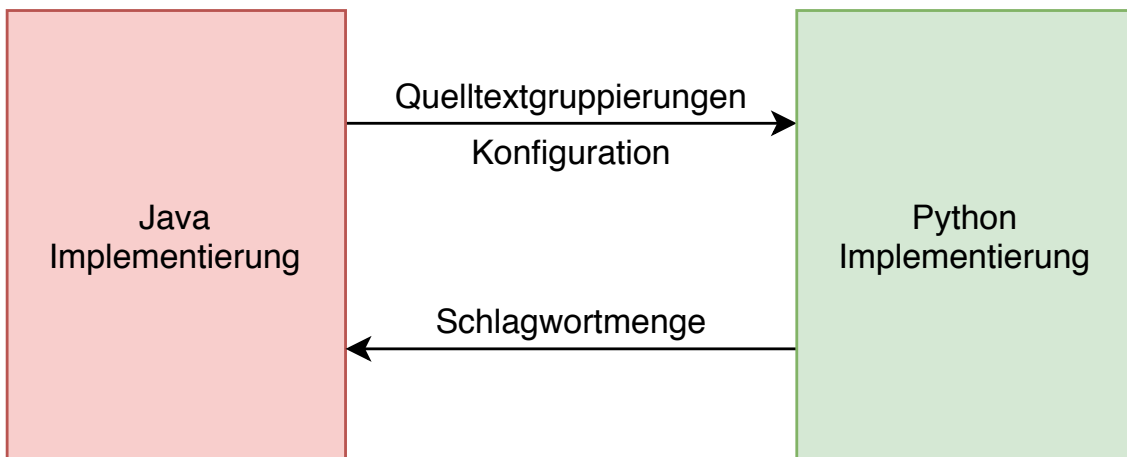 Java
Implementierung
Quelltextgruppierungen
Konfiguration
Schlagwortmenge
Python
Implementierung